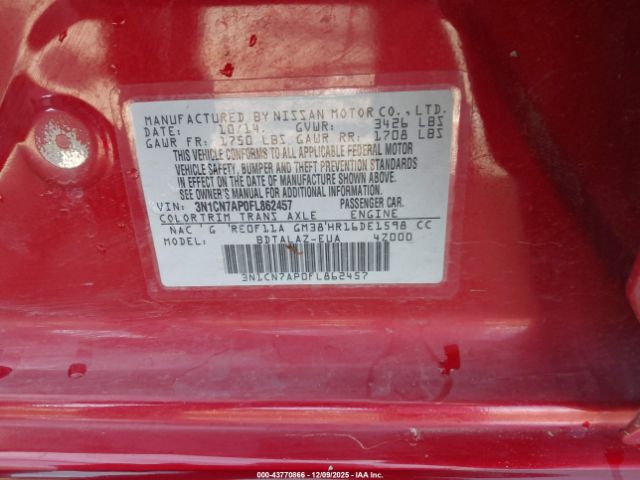 MANUFACTURED BY NISSAN MOTOR CO., LTD.
DATE: 10/14 GVWR: 3426 LBS
GAWR FR: 1750 LBS GAWR RR: 1708 LBS
THIS VEHICLE CONFORMS TO ALL APPLICABLE FEDERAL MOTOR
VEHICLE SAFETY, BUMPER AND THEFT PREVENTION STANDARDS
IN EFFECT ON THE DATE OF MANUFACTURE SHOWN ABOVE.
SEE OWNER'S MANUAL FOR ADDITIONAL INFORMATION.
VIN: 3N1CN7AP0FL862457 PASSENGER CAR.
COLOR TRIM TRANS AXLE ENGINE
NAC ' G 'RE0F11A GM38'HR16DE1598 CC
MODEL: BDTALAZ-EUA 4Z000
3N1CN7AP0FL862457
000-43770866 - 12/09/2025 - IAA Inc.